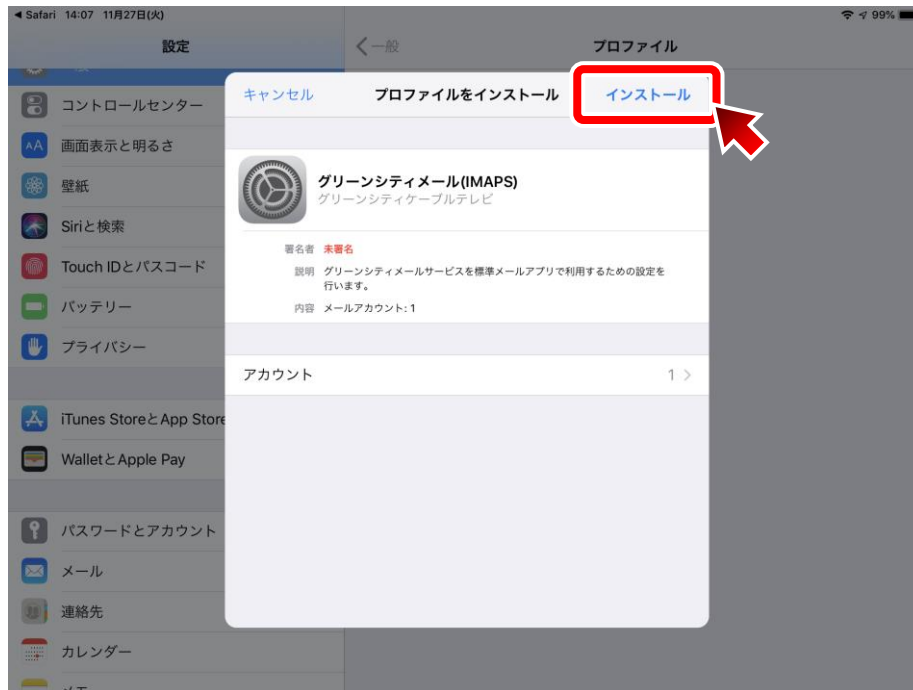 ◀ Safari 14:07 11月27日(火) 99%
設定
一般
プロファイル
コントロールセンター
画面表示と明るさ
壁紙
Siriと検索
Touch IDとパスコード
バッテリー
プライバシー
iTunes StoreとApp Store
WalletとApple Pay
パスワードとアカウント
メール
連絡先
カレンダー
キャンセル
プロファイルをインストール
インストール
グリーンシティメール(IMAPS)
グリーンシティケーブルテレビ
署名者 未署名
説明 グリーンシティメールサービスを標準メールアプリで利用するための設定を
行います。
内容 メールアカウント: 1
アカウント 1